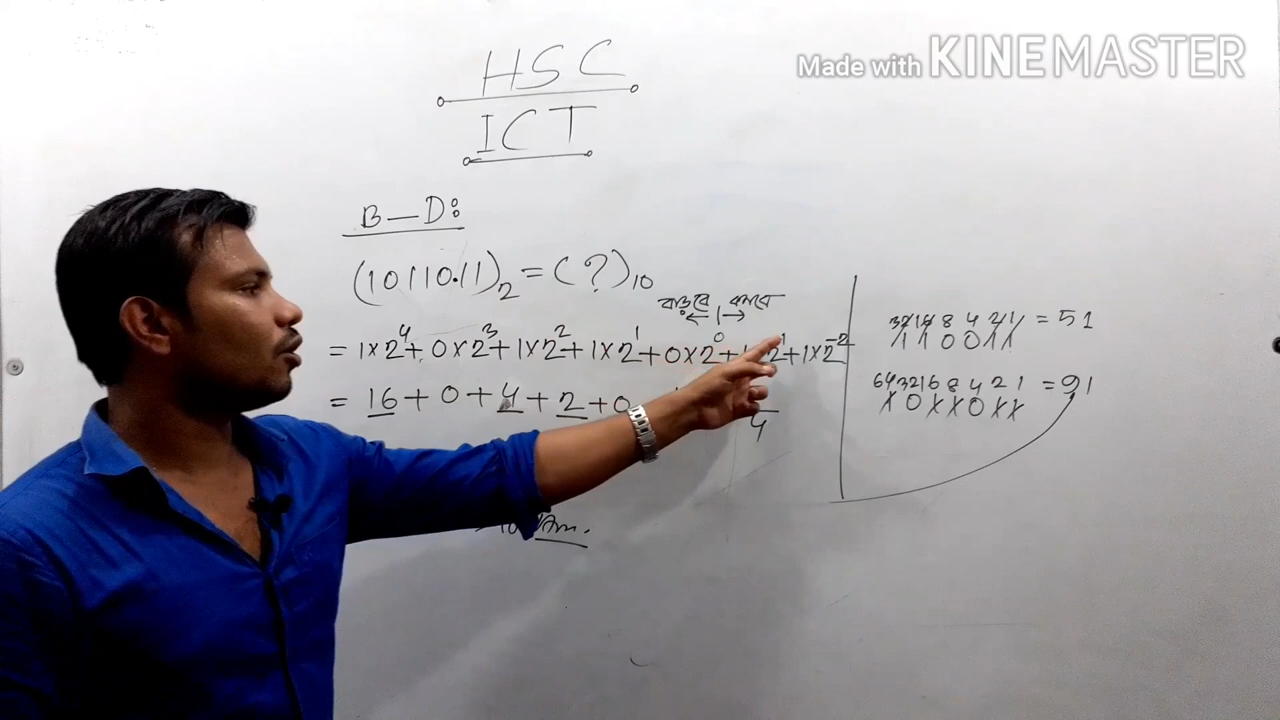 Made with KINEMASTER
HSC
ICT
B — D:
(10110.11)₂ = (?)₁₀
বাড়বে ← | → কমবে
= 1×2⁴ + 0×2³ + 1×2² + 1×2¹ + 0×2⁰ + 1 2 ¹ + 1×2⁻²
= 16 + 0 + 4 + 2 + 0
4
Ans.
32 16 8 4 2 1 = 51
1 1 0 0 1 1
64 32 16 8 4 2 1 = 91
1 0 1 1 0 1 1